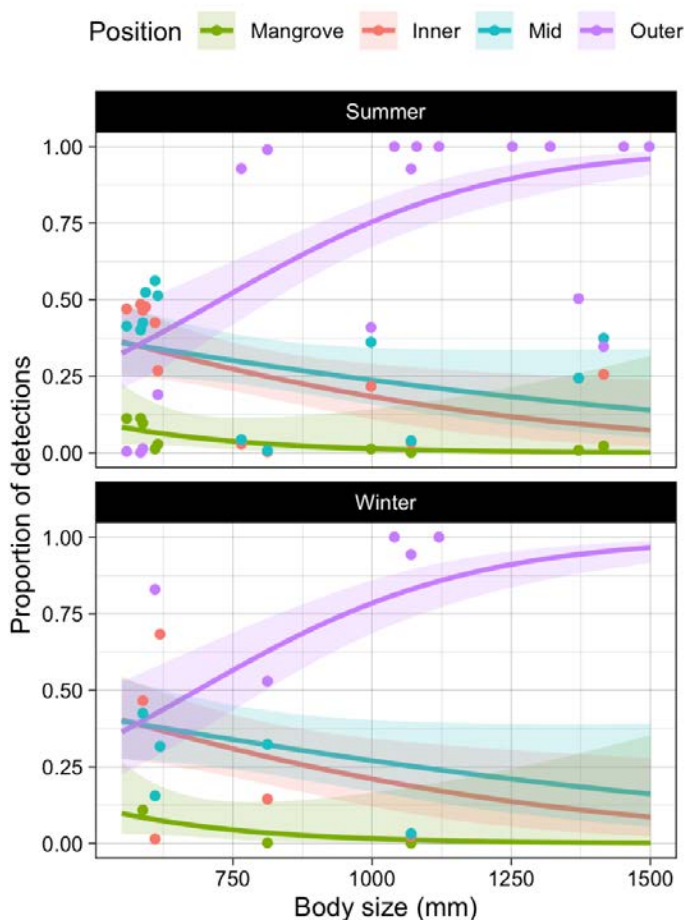 Position Mangrove Inner Mid Outer
Summer
1.00
0.75
0.50
0.25
0.00
Winter
1.00
0.75
0.50
0.25
0.00
Proportion of detections
750 1000 1250 1500
Body size (mm)